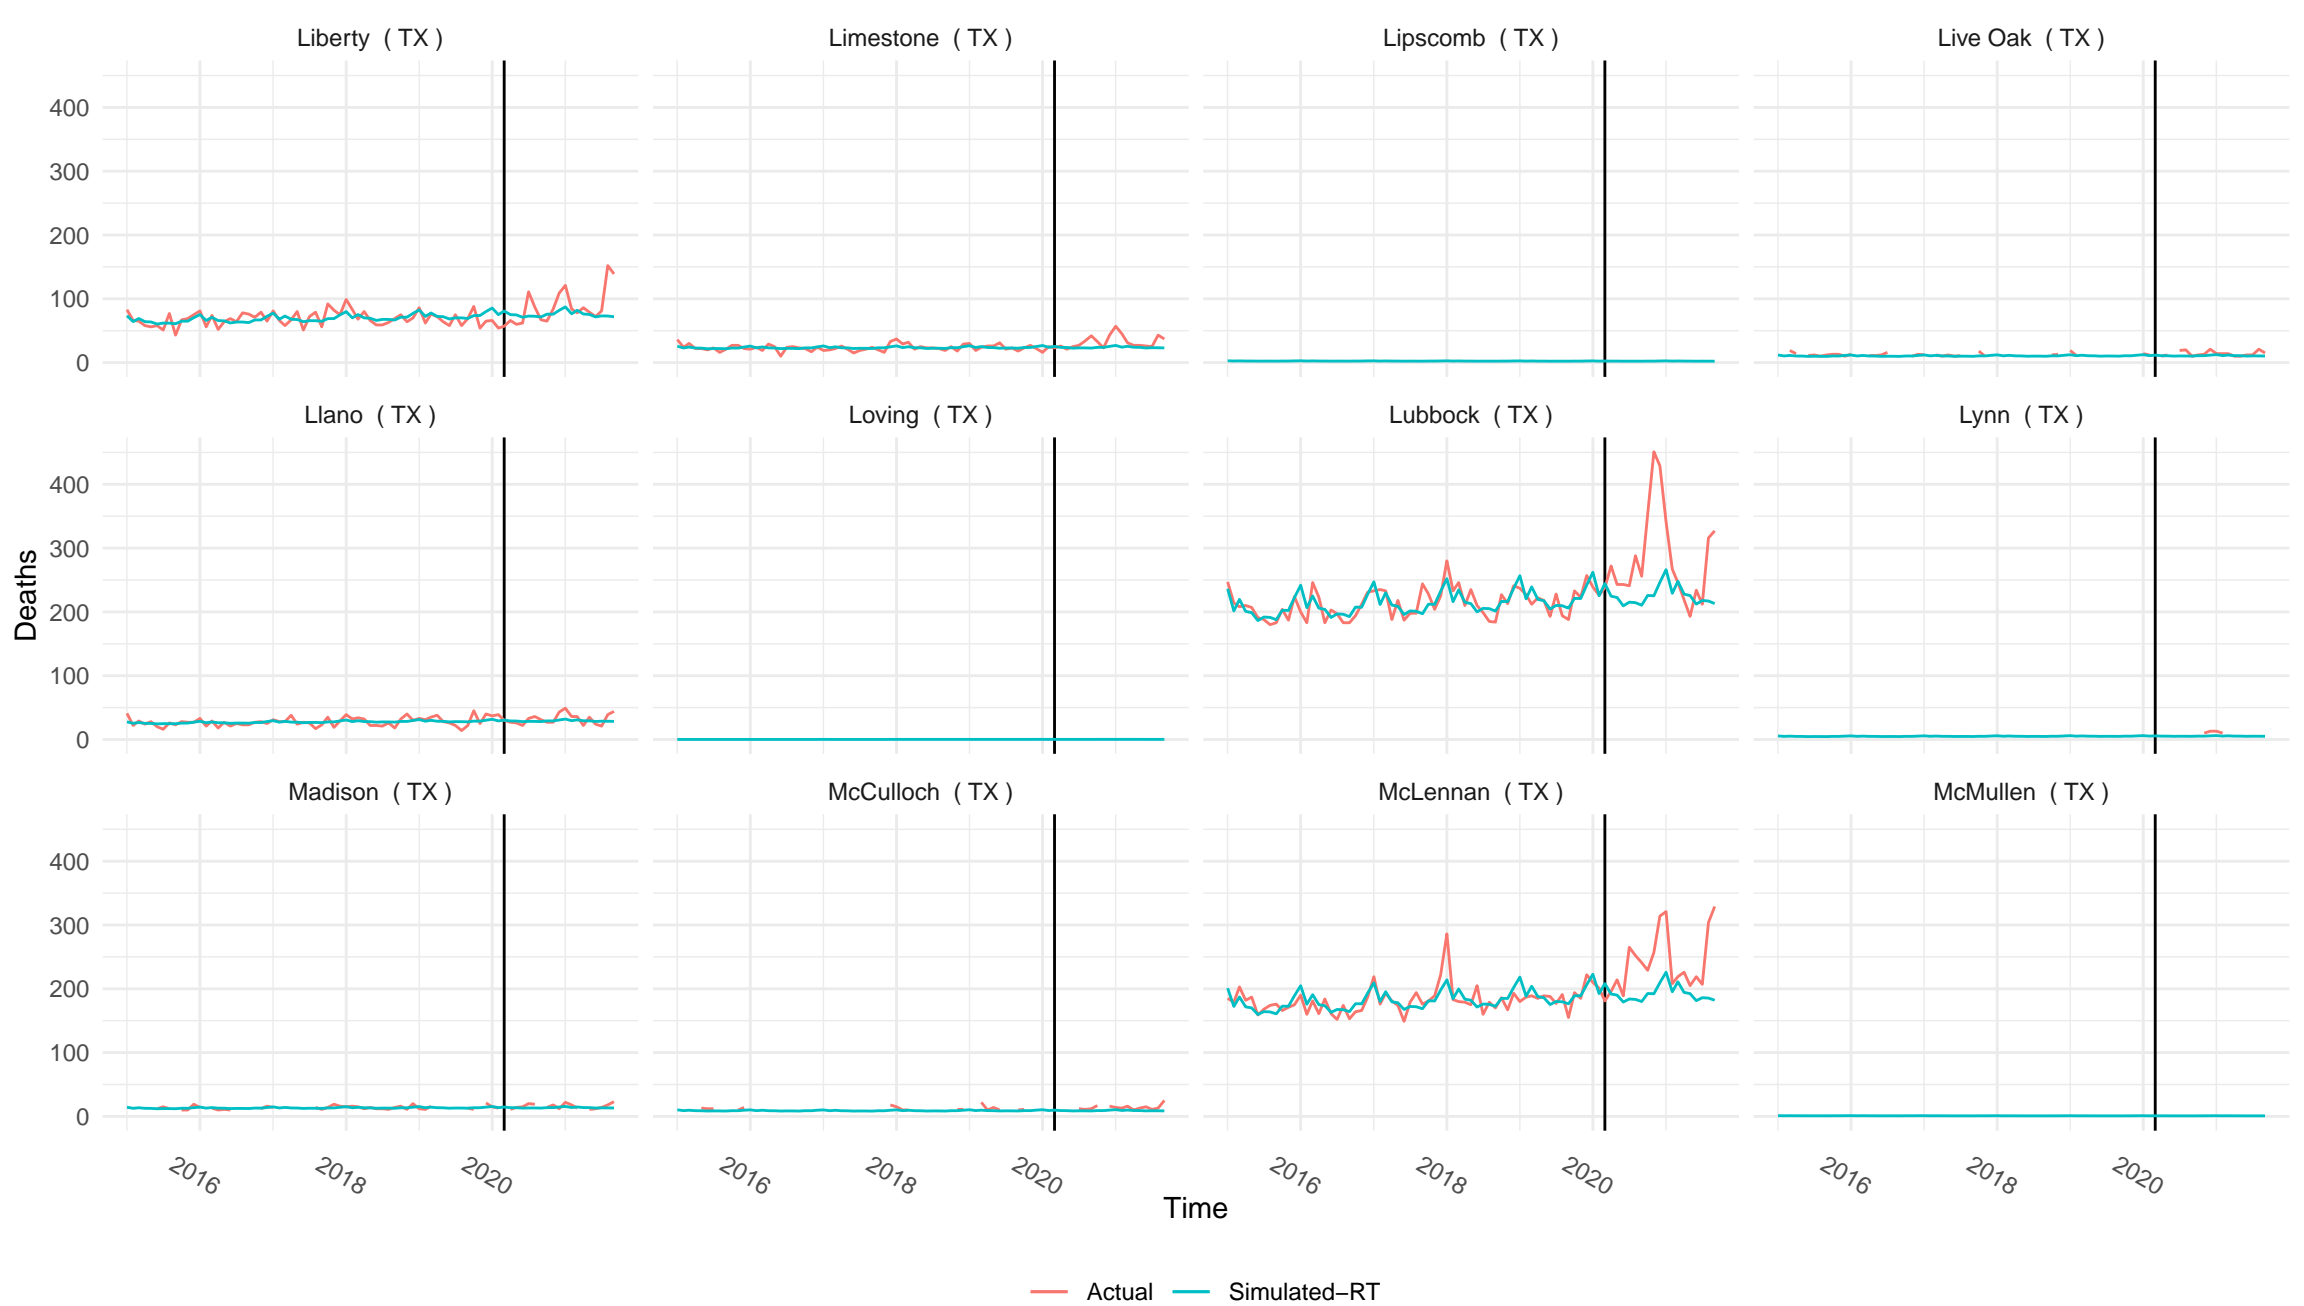 Liberty ( TX )
Limestone ( TX )
Lipscomb ( TX )
Live Oak ( TX )
400
300
200
100
0
Llano ( TX )
Loving ( TX )
Lubbock ( TX )
Lynn ( TX )
400
300
200
100
0
Deaths
Madison ( TX )
McCulloch ( TX )
McLennan ( TX )
McMullen ( TX )
400
300
200
100
0
2016 2018 2020
2016 2018 2020
2016 2018 2020
2016 2018 2020
Time
Actual Simulated−RT